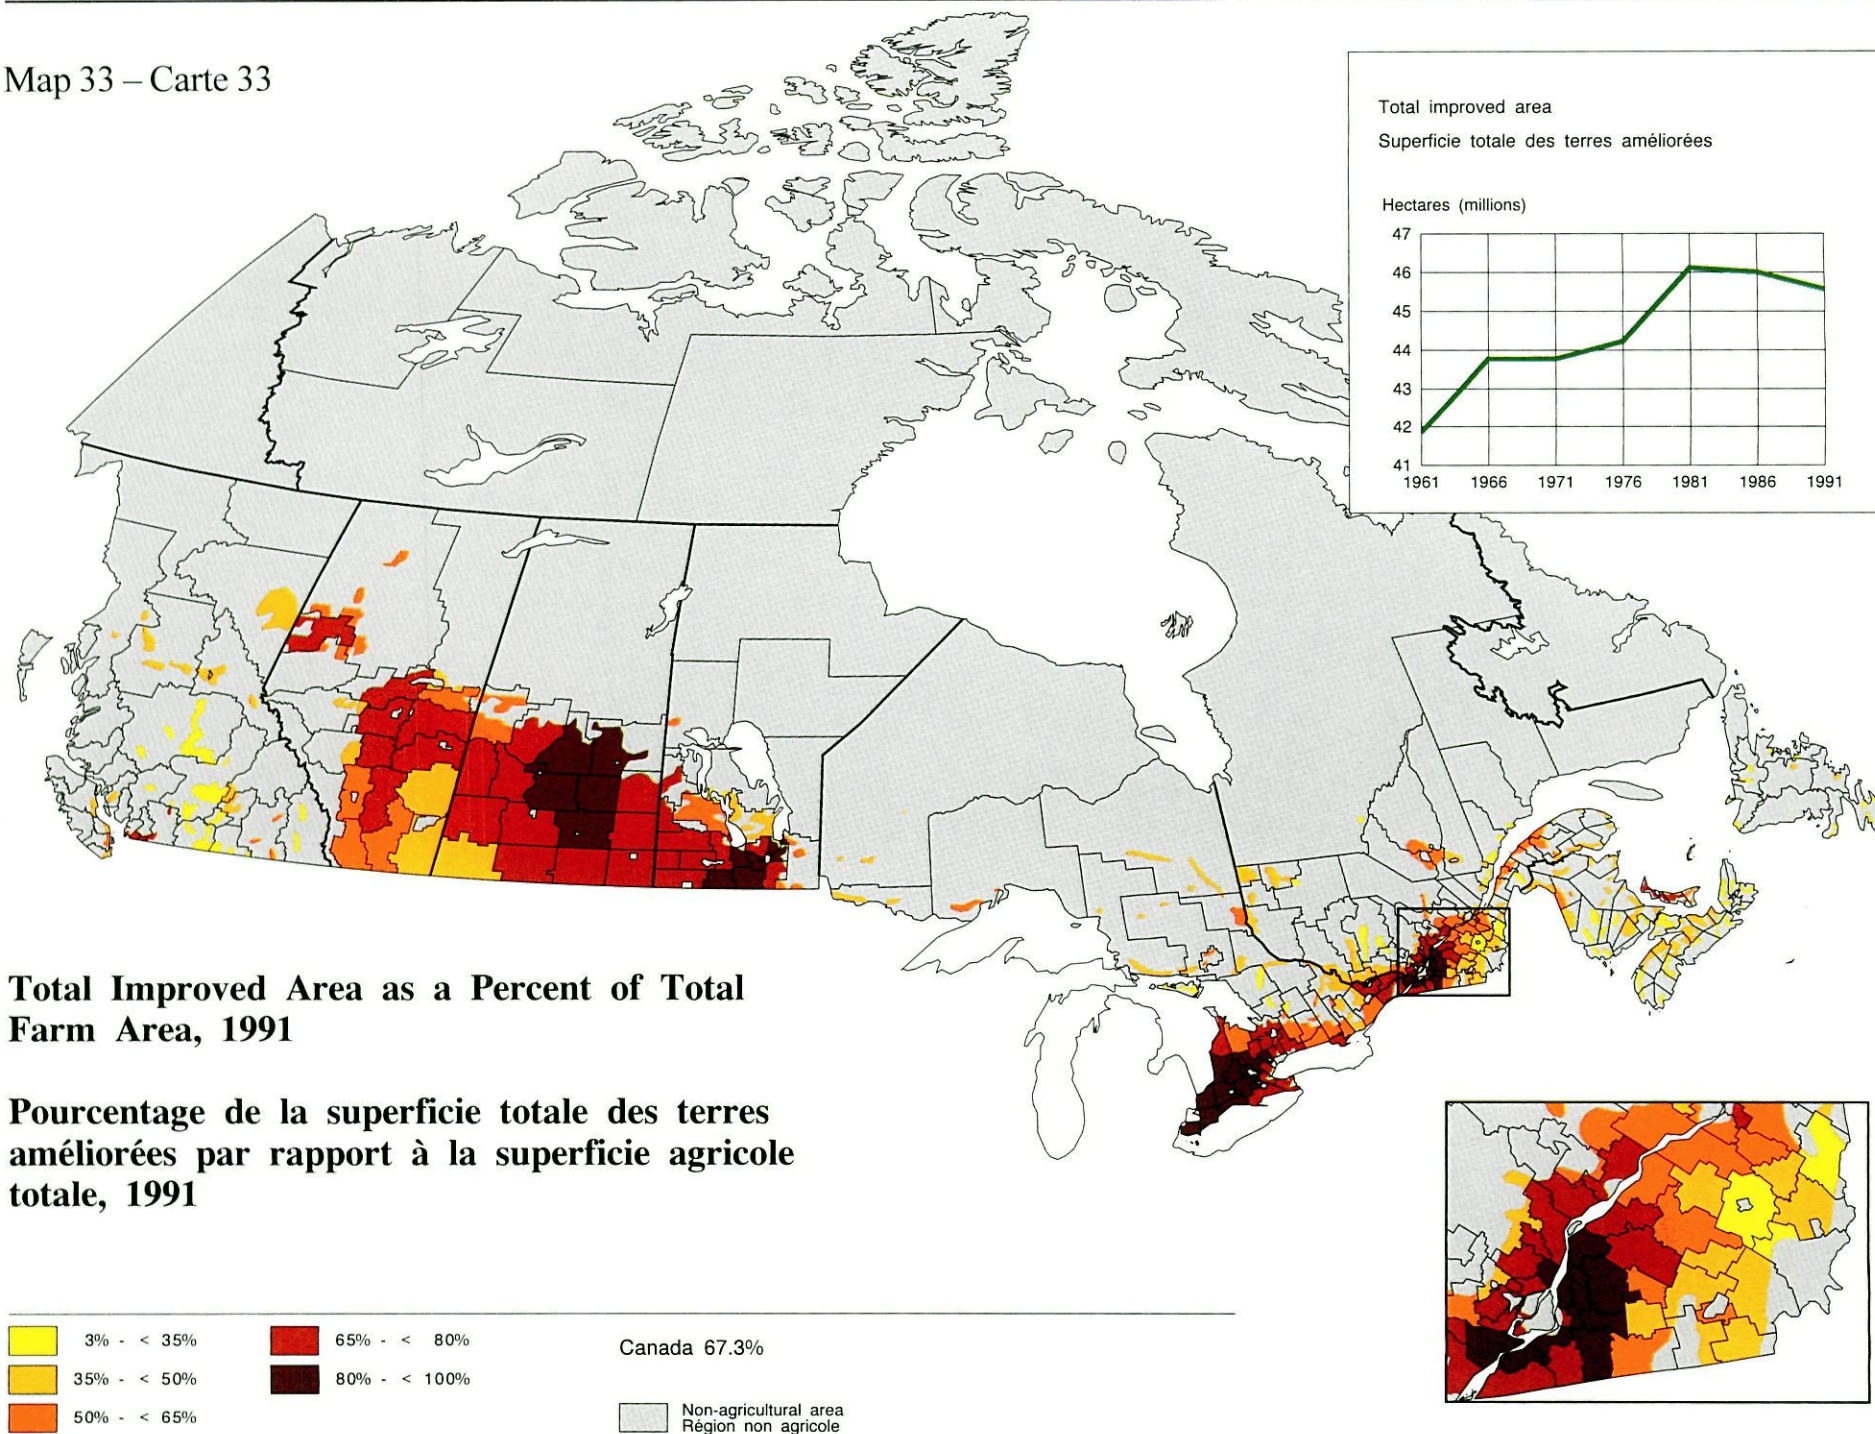 Map 33 – Carte 33
Total improved area
Superficie totale des terres améliorées
Hectares (millions)
47
46
45
44
43
42
41
1961 1966 1971 1976 1981 1986 1991
Total Improved Area as a Percent of Total
Farm Area, 1991
Pourcentage de la superficie totale des terres
améliorées par rapport à la superficie agricole
totale, 1991
3% - < 35%
35% - < 50%
50% - < 65%
65% - < 80%
80% - < 100%
Canada 67.3%
Non-agricultural area
Région non agricole